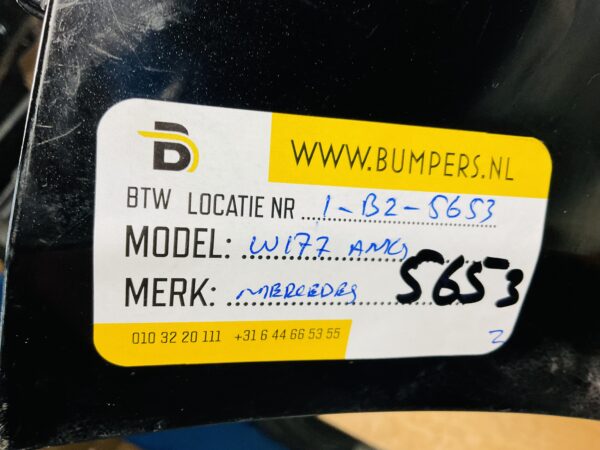 B
WWW.BUMPERS.NL
BTW LOCATIE NR 1-B2-5653
MODEL: W177 AMG
MERK: MERCEDES 5653
010 32 20 111 +31 6 44 66 53 55
2